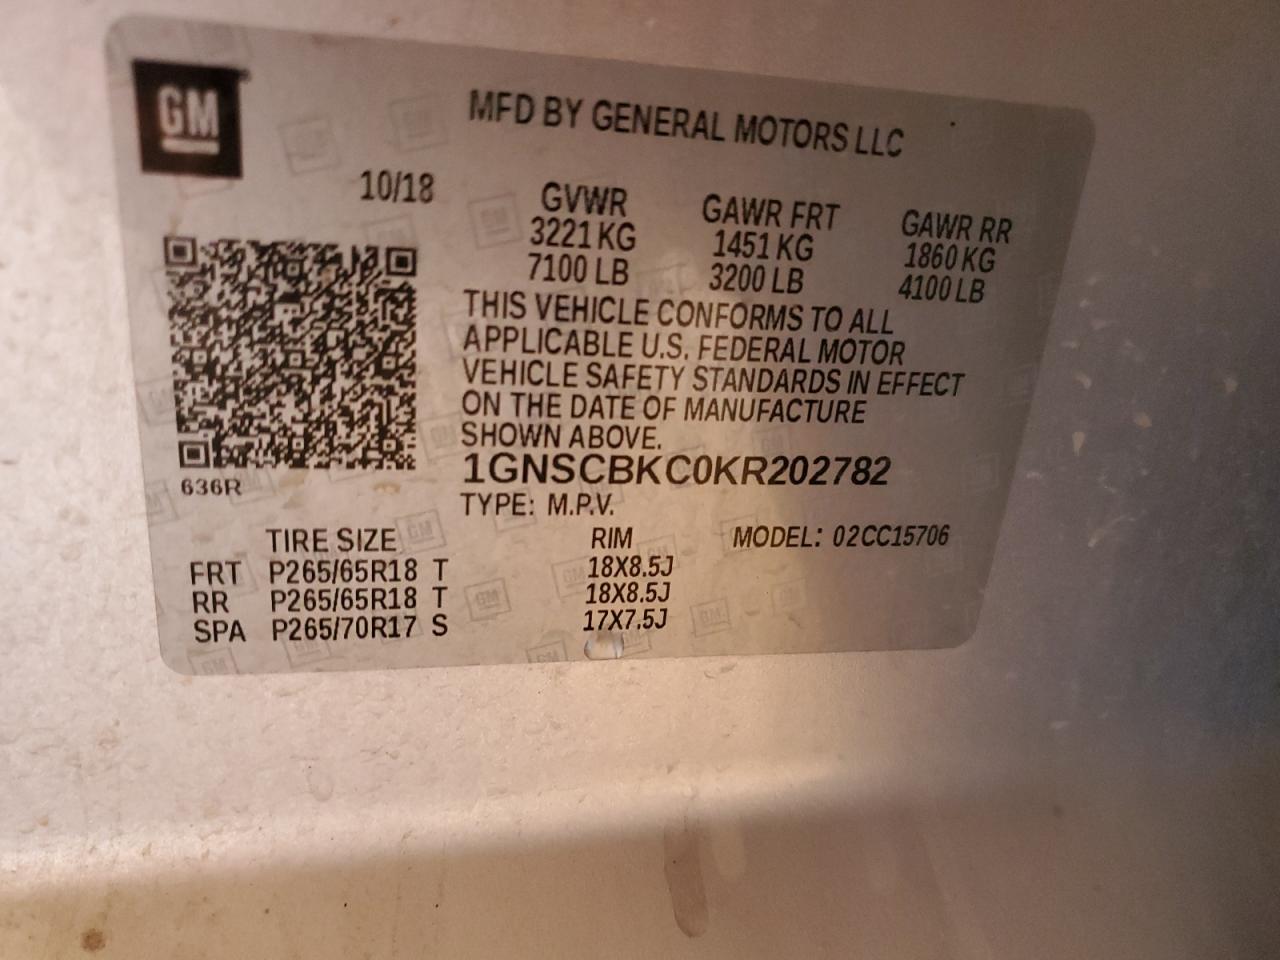 GM
MFD BY GENERAL MOTORS LLC
10/18
GVWR GAWR FRT GAWR RR
3221 KG 1451 KG 1860 KG
7100 LB 3200 LB 4100 LB
THIS VEHICLE CONFORMS TO ALL
APPLICABLE U.S. FEDERAL MOTOR
VEHICLE SAFETY STANDARDS IN EFFECT
ON THE DATE OF MANUFACTURE
SHOWN ABOVE.
1GNSCBKC0KR202782
636R
TYPE: M.P.V.
TIRE SIZE RIM MODEL: 02CC15706
FRT P265/65R18 T 18X8.5J
RR P265/65R18 T 18X8.5J
SPA P265/70R17 S 17X7.5J